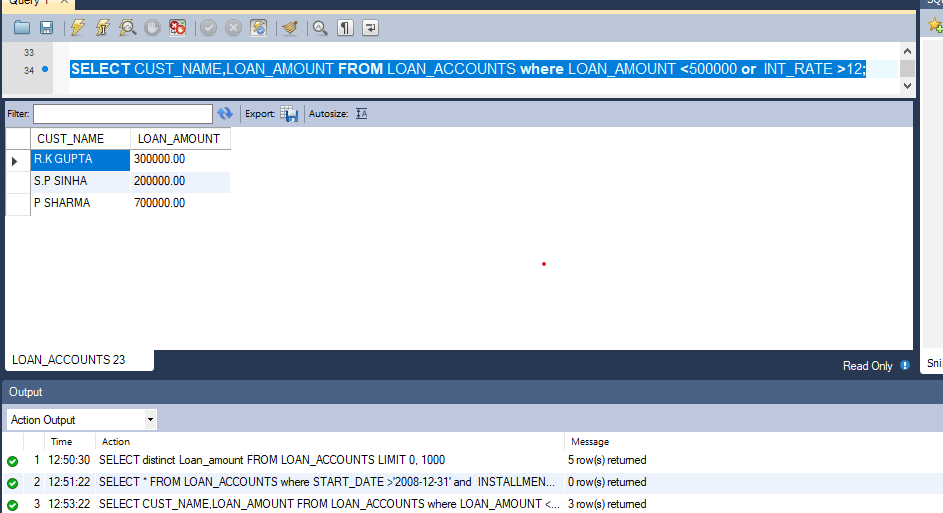 Query 1
SQL
33
34 SELECT CUST_NAME,LOAN_AMOUNT FROM LOAN_ACCOUNTS where LOAN_AMOUNT <500000 or INT_RATE >12;
Filter: Export: Autosize:
CUST_NAME LOAN_AMOUNT
R.K GUPTA 300000.00
S.P SINHA 200000.00
P SHARMA 700000.00
LOAN_ACCOUNTS 23
Read Only
Snip
Output
Action Output
Time Action Message
1 12:50:30 SELECT distinct Loan_amount FROM LOAN_ACCOUNTS LIMIT 0, 1000 5 row(s) returned
2 12:51:22 SELECT * FROM LOAN_ACCOUNTS where START_DATE >'2008-12-31' and INSTALLMEN... 0 row(s) returned
3 12:53:22 SELECT CUST_NAME,LOAN_AMOUNT FROM LOAN_ACCOUNTS where LOAN_AMOUNT <... 3 row(s) returned